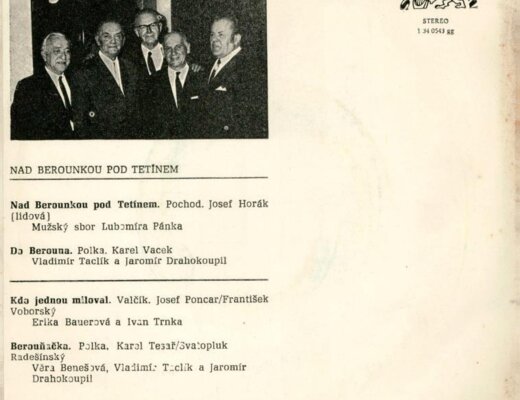 STEREO
1 34 0543 gg
NAD BEROUNKOU POD TETÍNEM
Nad Berounkou pod Tetínem. Pochod. Josef Horák
(lidová)
Mužský sbor Lubomíra Pánka
Do Berouna. Polka. Karel Vacek
Vladimír Taclík a Jaromír Drahokoupil
Kdo jednou miloval. Valčík. Josef Poncar/František
Voborský
Erika Bauerová a Ivan Trnka
Berouňačka. Polka. Karol Tesař/Svatopluk
Radešínský
Věra Benešová, Vladimír Taclík a Jaromír
Drahokoupil